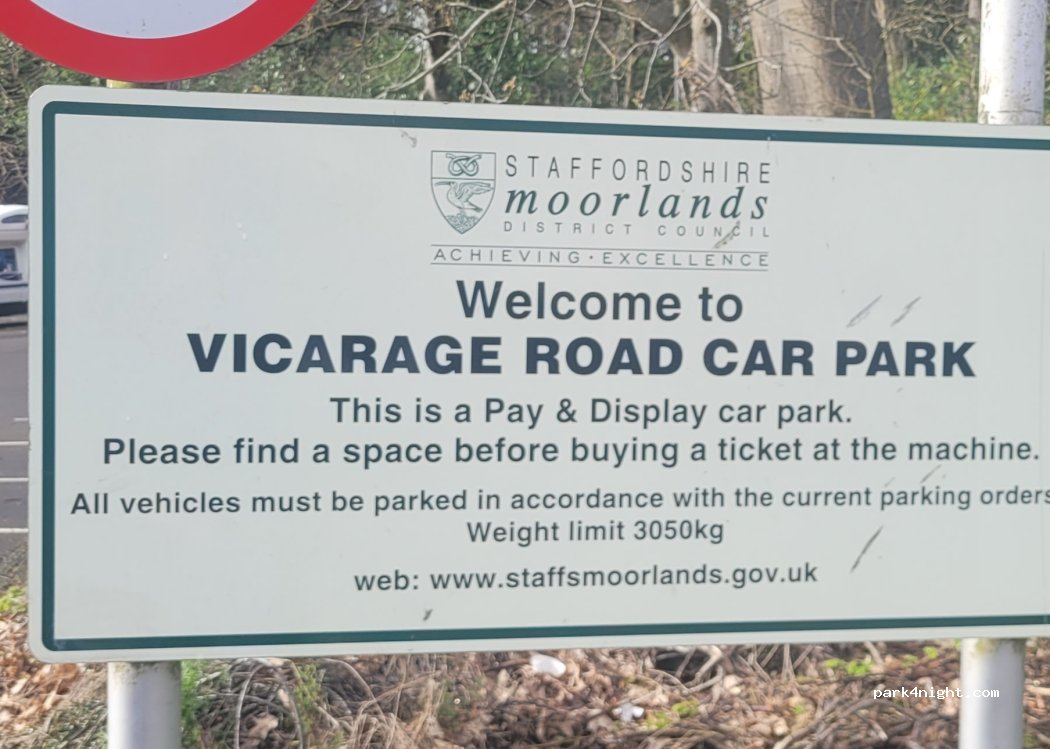 STAFFORDSHIRE
moorlands
DISTRICT COUNCIL
ACHIEVING · EXCELLENCE
Welcome to
VICARAGE ROAD CAR PARK
This is a Pay & Display car park.
Please find a space before buying a ticket at the machine.
All vehicles must be parked in accordance with the current parking orders
Weight limit 3050kg
web: www.staffsmoorlands.gov.uk
park4night.com